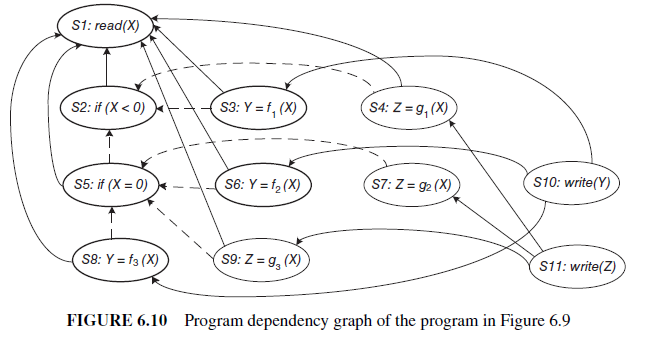 S1: read(X)
S2: if (X < 0)
S3: Y = f1 (X)
S4: Z = g1 (X)
S5: if (X = 0)
S6: Y = f2 (X)
S7: Z = g2 (X)
S10: write(Y)
S8: Y = f3 (X)
S9: Z = g3 (X)
S11: write(Z)
FIGURE 6.10 Program dependency graph of the program in Figure 6.9